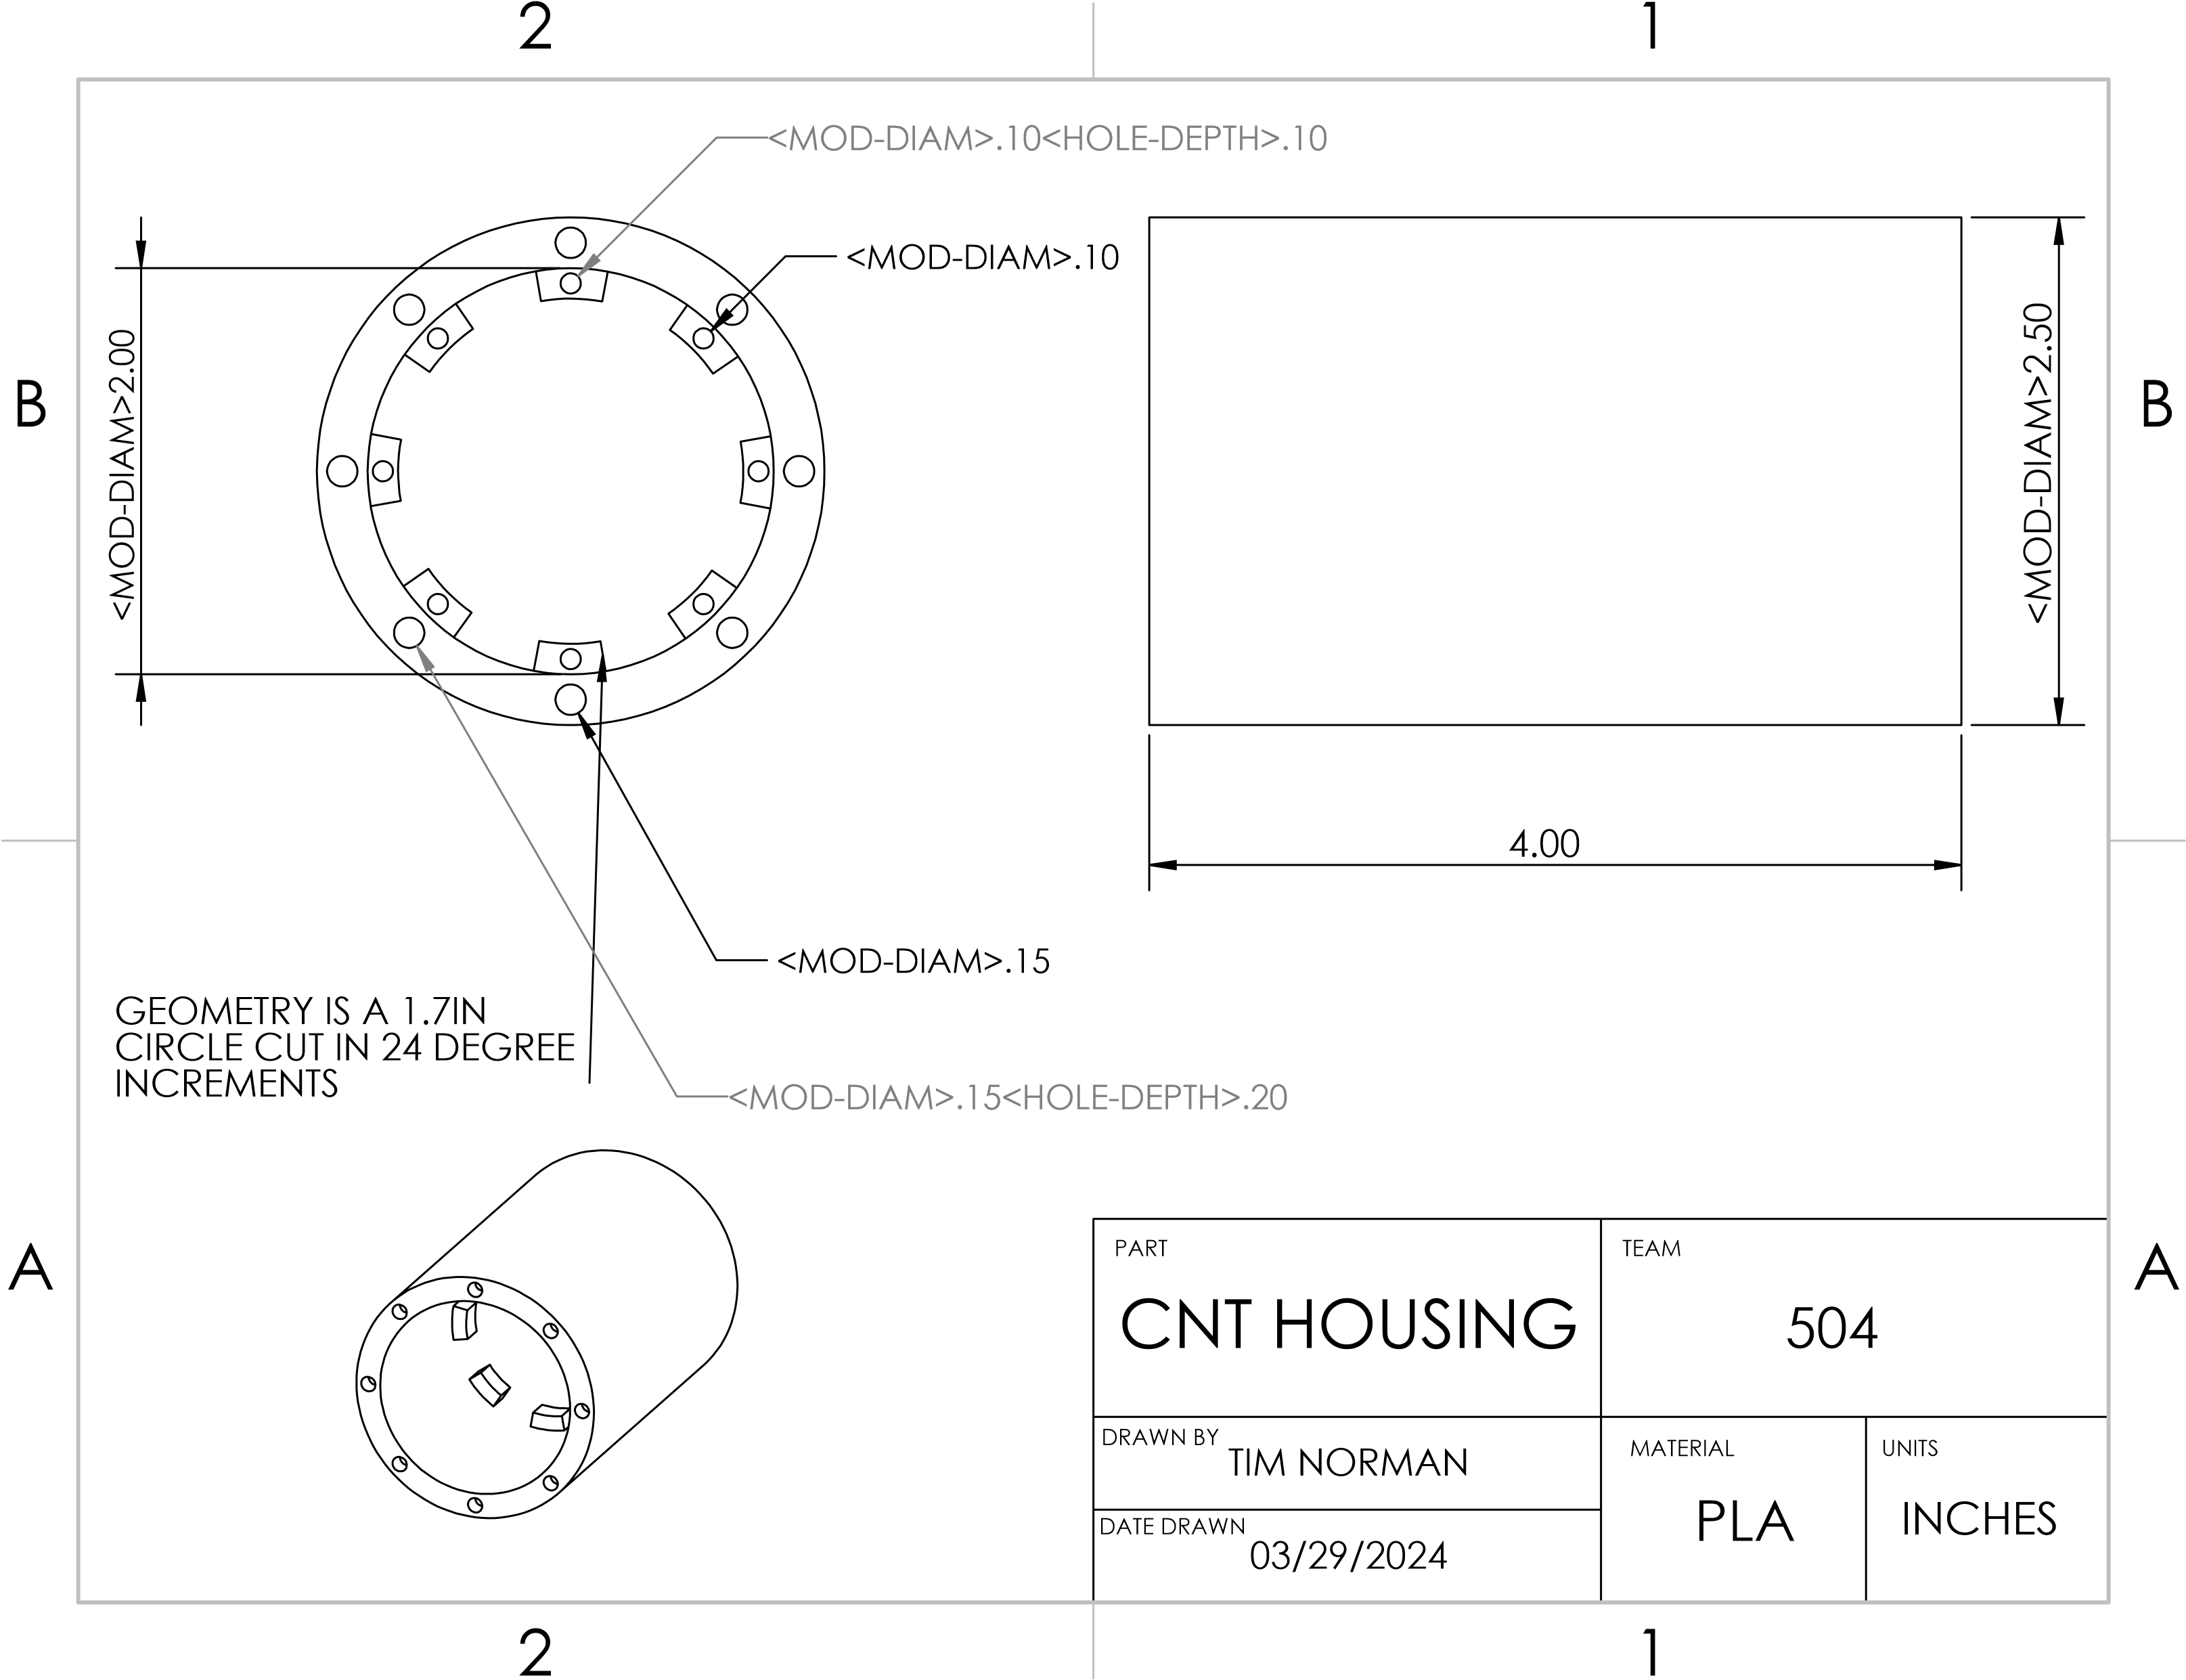 2
1
<MOD-DIAM>.10<HOLE-DEPTH>.10
<MOD-DIAM>.10
<MOD-DIAM>2.00
<MOD-DIAM>2.50
B
B
4.00
<MOD-DIAM>.15
GEOMETRY IS A 1.7IN
CIRCLE CUT IN 24 DEGREE
INCREMENTS
<MOD-DIAM>.15<HOLE-DEPTH>.20
A
A
PART
CNT HOUSING
TEAM
504
DRAWN BY
TIM NORMAN
DATE DRAWN
03/29/2024
MATERIAL
PLA
UNITS
INCHES
2
1